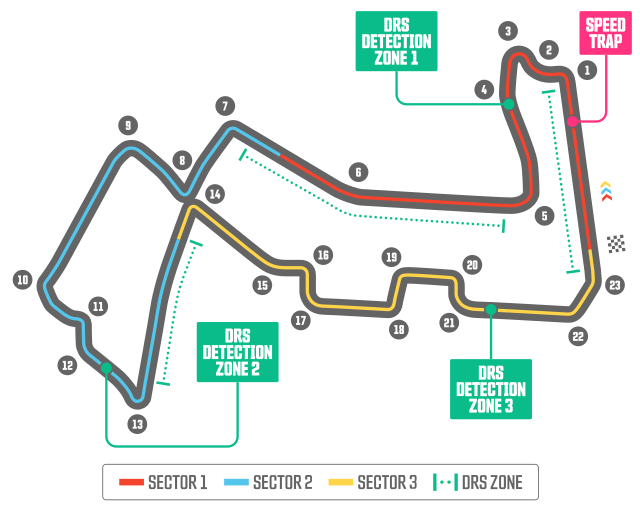 DRS
DETECTION
ZONE 1
SPEED
TRAP
3
2
1
4
7
9
8
6
14
5
16
19
20
10
15
23
11
17
18
21
22
12
DRS
DETECTION
ZONE 2
DRS
DETECTION
ZONE 3
13
SECTOR 1
SECTOR 2
SECTOR 3
DRS ZONE